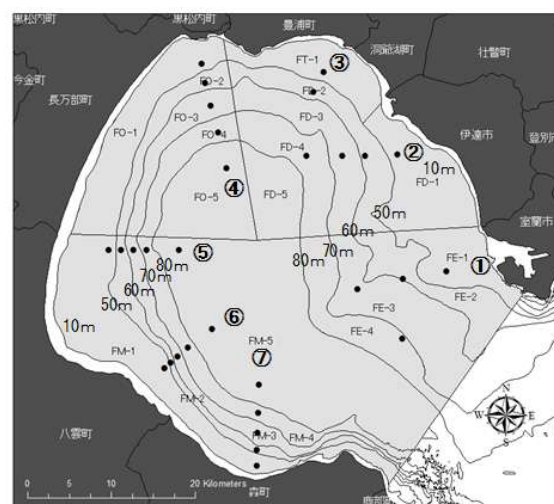 黒松内町
黒松内町
豊浦町
洞爺湖町
壮瞥町
今金町
長万部町
伊達市
登別
室蘭市
八雲町
森町
鹿部町
FT-1
③
FO-2
FD-2
FO-3
FD-3
FO-1
FO-4
FD-4
②
10m
FD-1
④
FO-5
FD-5
50m
60m
⑤
70m
80m
FE-1
①
80m
70m
60m
50m
FE-2
FE-3
10m
⑥
FE-4
FM-1
FM-5
⑦
FM-2
FM-3
FM-4
N
W
E
S
0 5 10 20 Kilometers